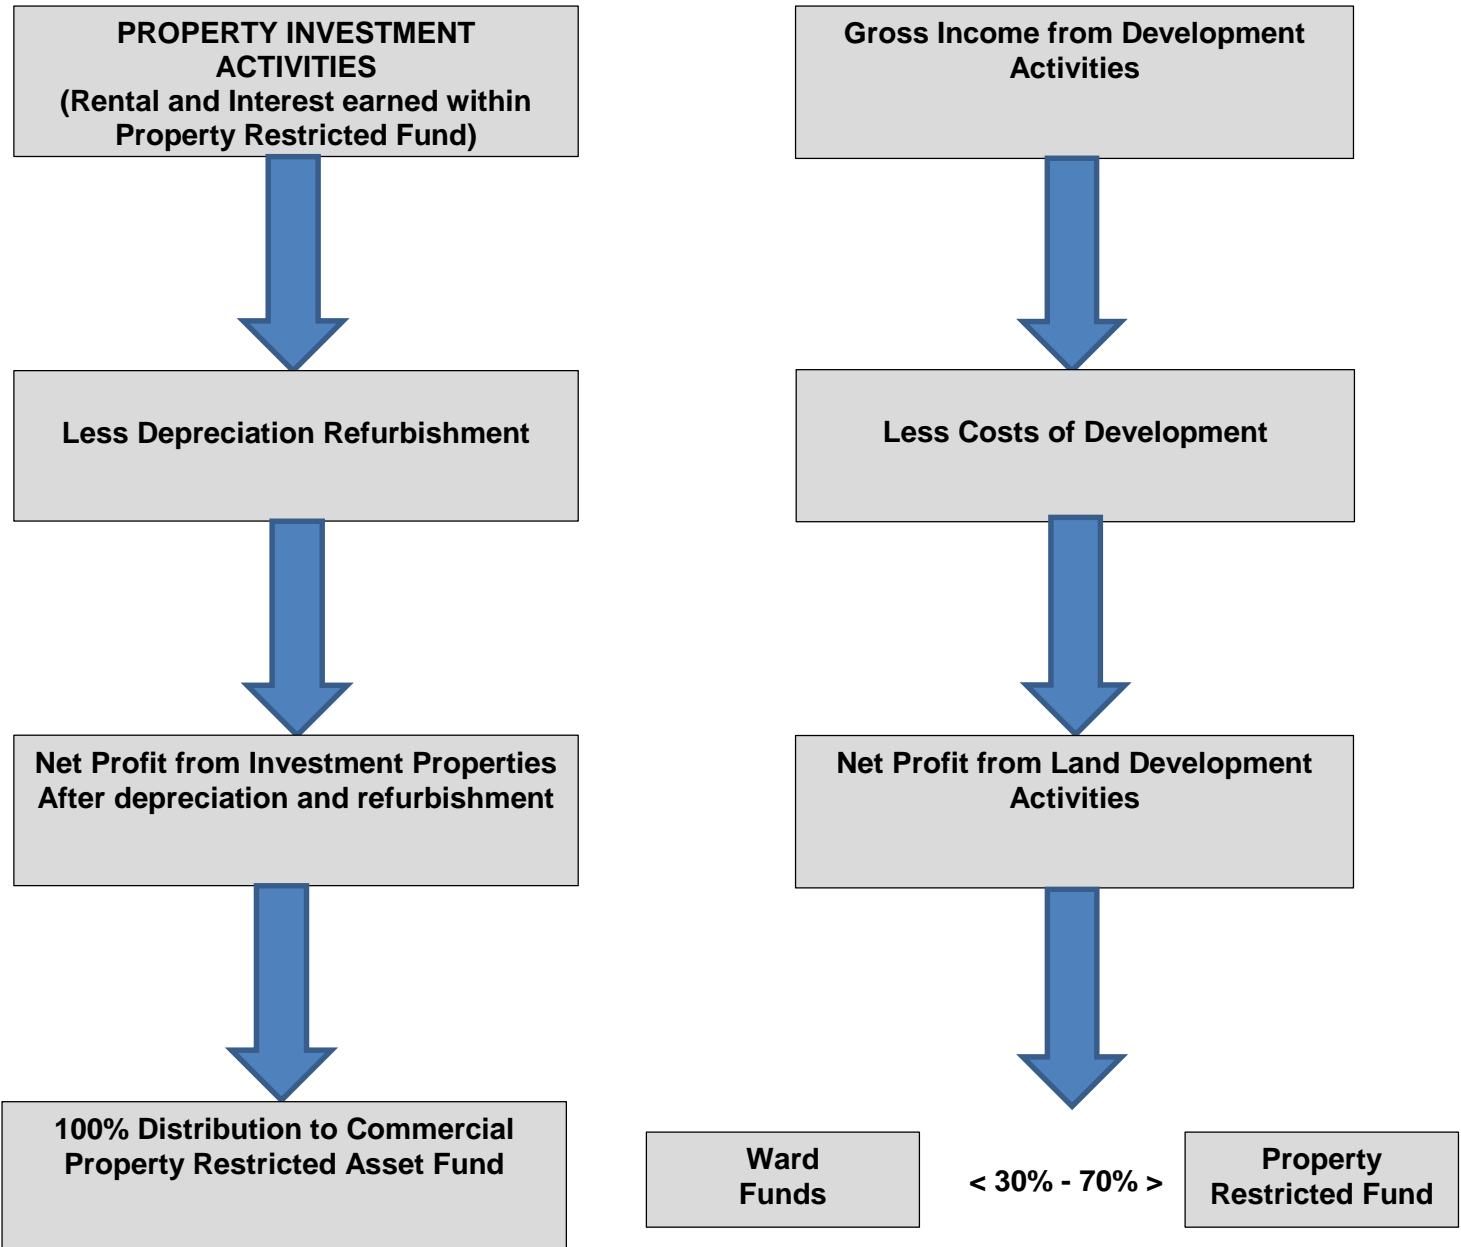 PROPERTY INVESTMENT
ACTIVITIES
(Rental and Interest earned within
Property Restricted Fund)
Less Depreciation Refurbishment
Net Profit from Investment Properties
After depreciation and refurbishment
100% Distribution to Commercial
Property Restricted Asset Fund
Gross Income from Development
Activities
Less Costs of Development
Net Profit from Land Development
Activities
Ward
Funds
< 30% - 70% >
Property
Restricted Fund